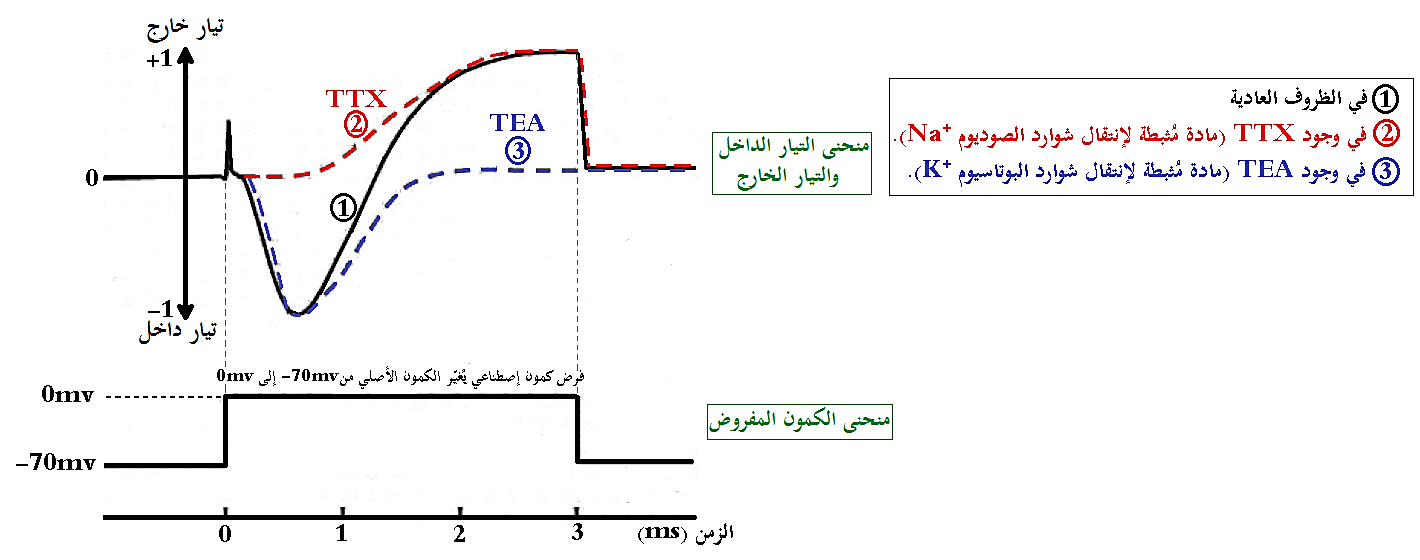 تيار خارج
+1
0
−1
تيار داخل
TTX
②
TEA
③
①
منحنى التيار الداخل
والتيار الخارج
① في الظروف العادية
② في وجود TTX (مادة مُثبطة لإنتقال شوارد الصوديوم Na⁺).
③ في وجود TEA (مادة مُثبطة لإنتقال شوارد البوتاسيوم K⁺).
فرض كمون إصطناعي يُغيّر الكمون الأصلي من −70mv إلى 0mv
0mv
−70mv
منحنى الكمون المفروض
0 1 2 3 الزمن (ms)